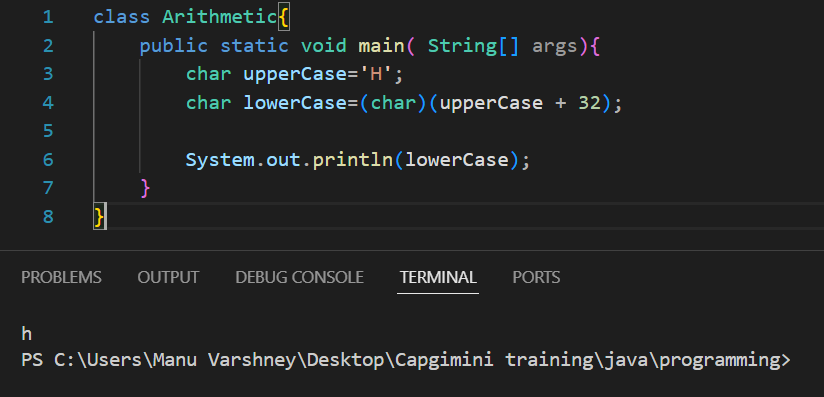 1 class Arithmetic{
2     public static void main( String[] args){
3         char upperCase='H';
4         char lowerCase=(char)(upperCase + 32);
5
6         System.out.println(lowerCase);
7     }
8 }
PROBLEMS OUTPUT DEBUG CONSOLE TERMINAL PORTS
h
PS C:\Users\Manu Varshney\Desktop\Capgimini training\java\programming>